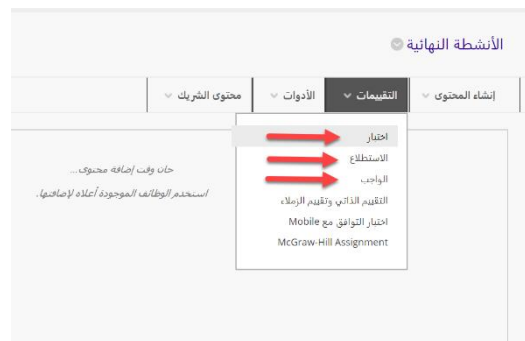 الأنشطة النهائية
إنشاء المحتوى
التقييمات
الأدوات
محتوى الشريك
اختبار
الاستطلاع
الواجب
التقييم الذاتي وتقييم الزملاء
اختبار التوافق مع Mobile
McGraw-Hill Assignment
حان وقت إضافة محتوى...
استخدم الوظائف الموجودة أعلاه لإضافتها.